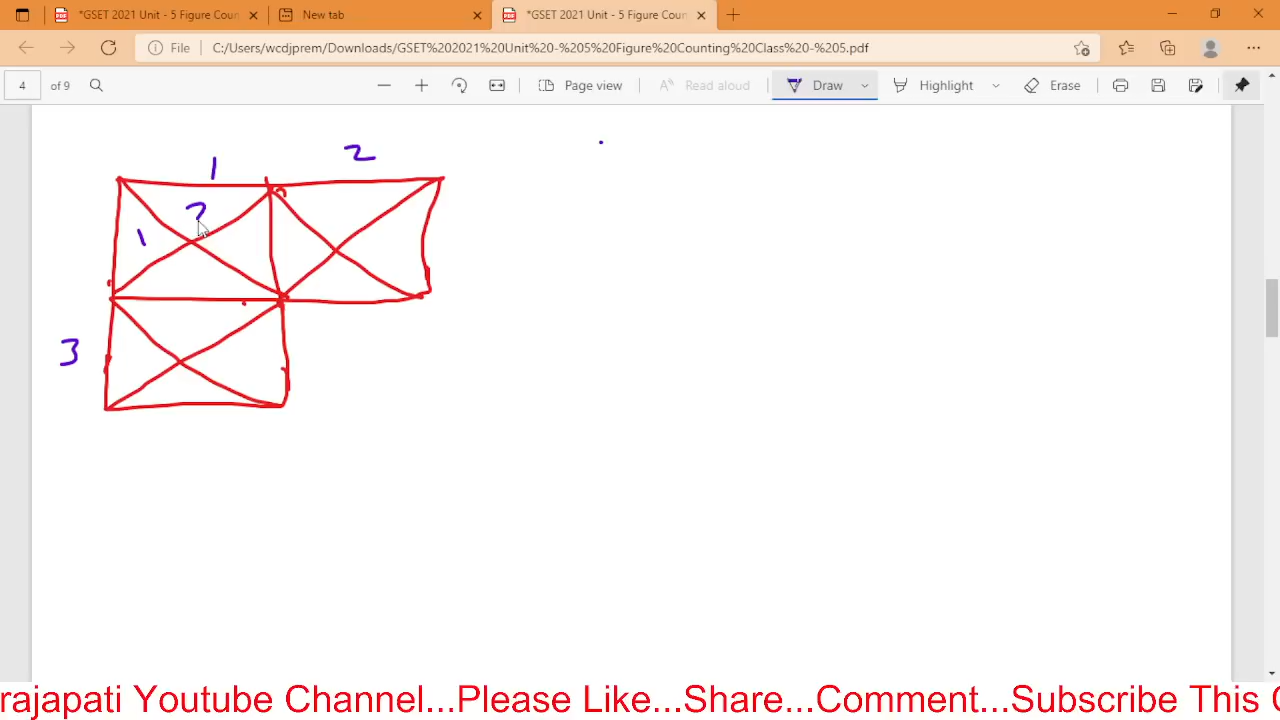 *GSET 2021 Unit - 5 Figure Count
New tab
*GSET 2021 Unit - 5 Figure Coun
File
C:/Users/wcdjprem/Downloads/GSET%202021%20Unit%20-%205%20Figure%20Counting%20Class%20-%205.pdf
4 of 9
Page view
Read aloud
Draw
Highlight
Erase
1 2
1
3
rajapati Youtube Channel...Please Like...Share...Comment...Subscribe This C